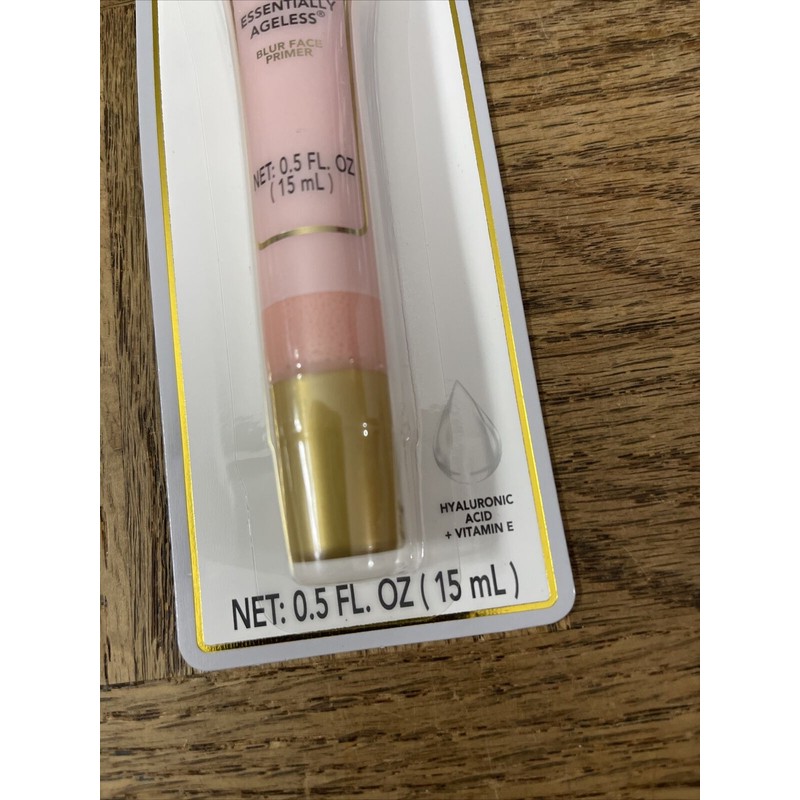 ESSENTIALLY
AGELESS®
BLUR FACE
PRIMER
NET: 0.5 FL. OZ
(15 mL)
HYALURONIC
ACID
+ VITAMIN E
NET: 0.5 FL. OZ (15 mL)